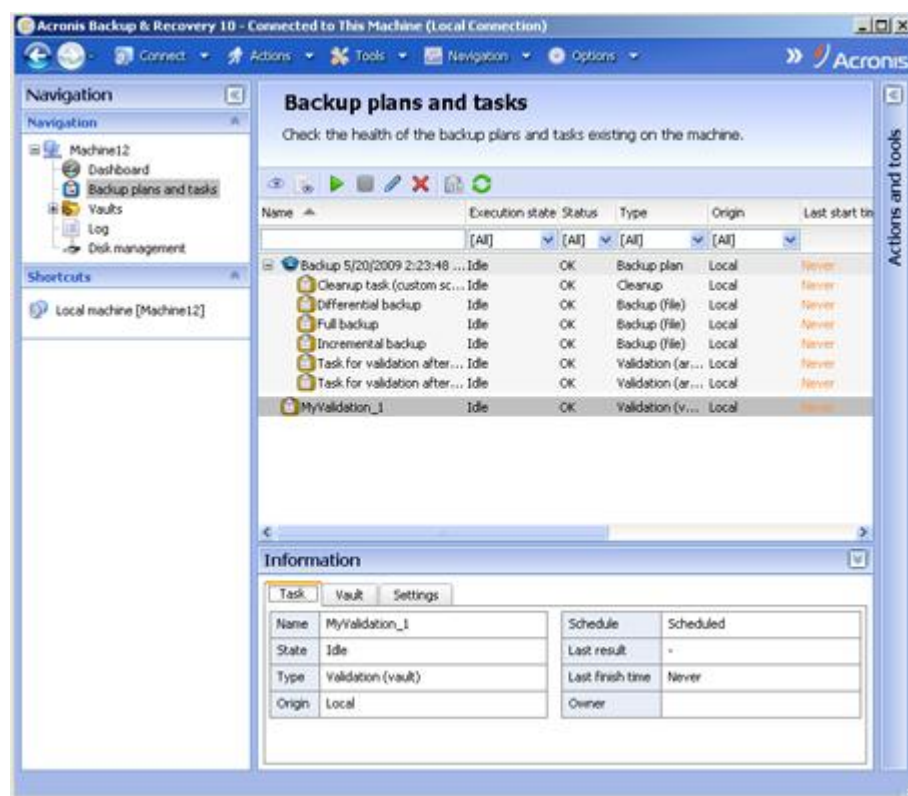 Acronis Backup & Recovery 10 - Connected to This Machine (Local Connection)
Connect Actions Tools Navigation Options Acronis
Navigation
Navigation
Machine12
Dashboard
Backup plans and tasks
Vaults
Log
Disk management
Shortcuts
Local machine [Machine12]
Backup plans and tasks
Check the health of the backup plans and tasks existing on the machine.
Name Execution state Status Type Origin Last start tin
[All] [All] [All] [All]
Backup 5/20/2009 2:23:48 ... Idle OK Backup plan Local Never
Cleanup task (custom sc... Idle OK Cleanup Local Never
Differential backup Idle OK Backup (file) Local Never
Full backup Idle OK Backup (file) Local Never
Incremental backup Idle OK Backup (file) Local Never
Task for validation after... Idle OK Validation (ar... Local Never
Task for validation after... Idle OK Validation (ar... Local Never
MyValidation_1 Idle OK Validation (v... Local Never
Information
Task Vault Settings
Name MyValidation_1 Schedule Scheduled
State Idle Last result -
Type Validation (vault) Last finish time Never
Origin Local Owner
Actions and tools